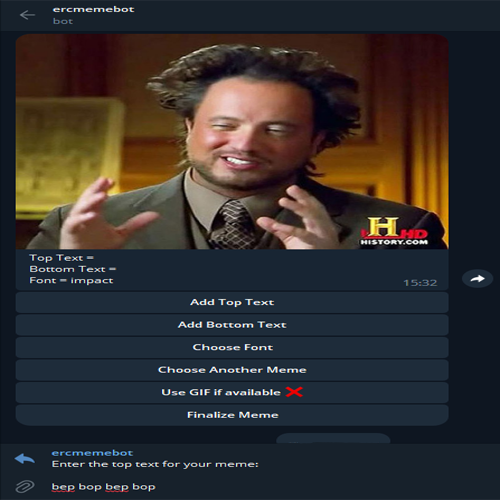 ercmemebot
bot
H HD
HISTORY.COM
Top Text =
Bottom Text =
Font = impact
15:32
Add Top Text
Add Bottom Text
Choose Font
Choose Another Meme
Use GIF if available ❌
Finalize Meme
ercmemebot
Enter the top text for your meme:
bep bop bep bop